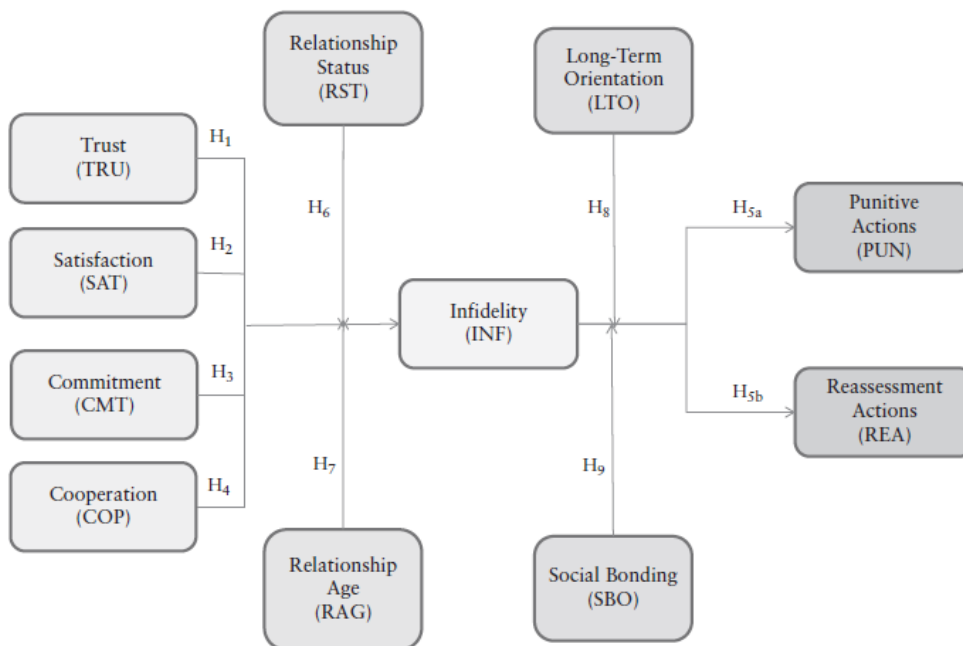 Relationship
Status
(RST)
Long-Term
Orientation
(LTO)
H1
Trust
(TRU)
H6
H8
H5a
Punitive
Actions
(PUN)
H2
Satisfaction
(SAT)
Infidelity
(INF)
H3
Commitment
(CMT)
H5b
Reassessment
Actions
(REA)
H7
H9
H4
Cooperation
(COP)
Relationship
Age
(RAG)
Social Bonding
(SBO)